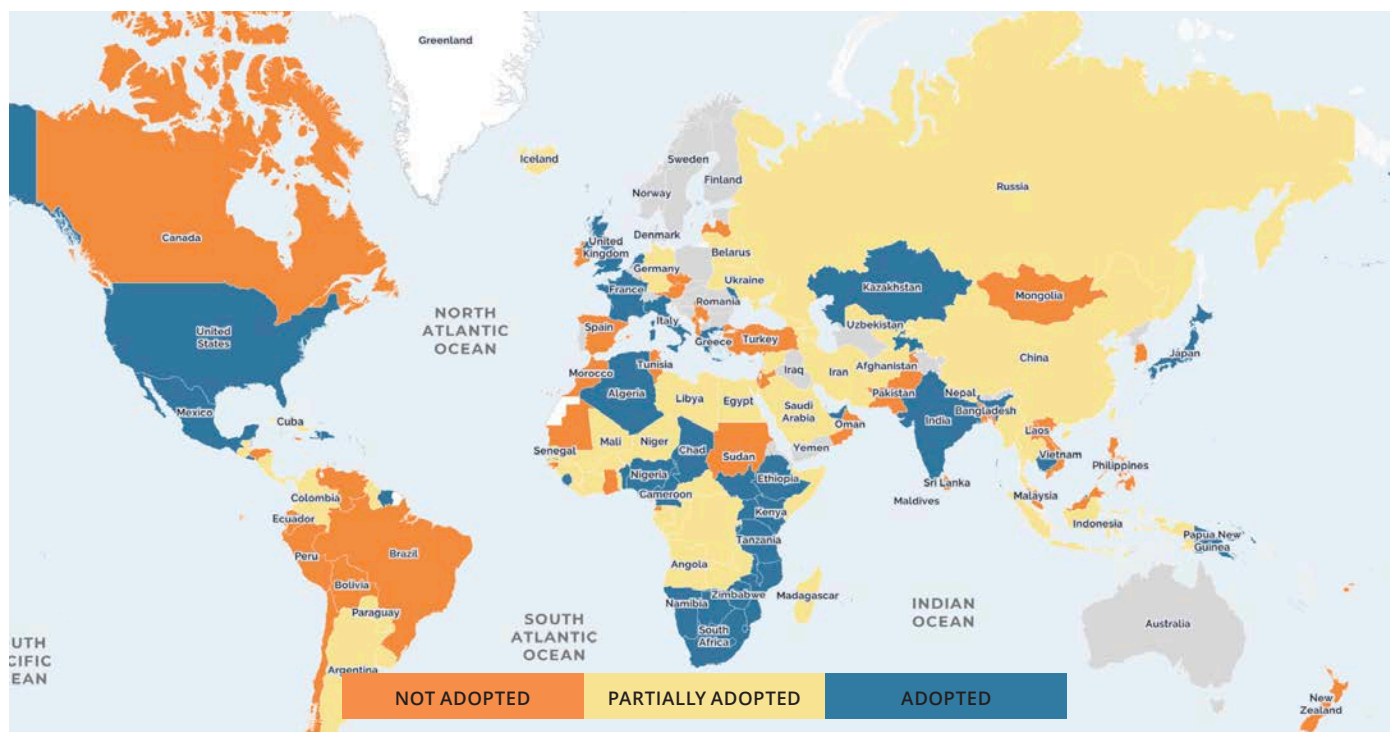 Greenland
Iceland
Sweden
Finland
Norway
Russia
Canada
Denmark
United
Kingdom
Belarus
Germany
Ukraine
France
Kazakhstan
Mongolia
Romania
NORTH
ATLANTIC
OCEAN
Italy
Uzbekistan
Spain
United
States
Greece
Turkey
Japan
China
Tunisia
Iraq
Iran
Afghanistan
Morocco
Algeria
Pakistan
Nepal
Libya
Egypt
Saudi
Arabia
Bangladesh
Mexico
Cuba
India
Oman
Laos
Mali
Niger
Senegal
Chad
Sudan
Yemen
Vietnam
Philippines
Nigeria
Ethiopia
Sri Lanka
Cameroon
Maldives
Malaysia
Colombia
Kenya
Ecuador
Indonesia
Tanzania
Papua New
Guinea
Peru
Brazil
Angola
Bolivia
Zimbabwe
Madagascar
Namibia
INDIAN
OCEAN
Paraguay
SOUTH
ATLANTIC
OCEAN
South
Africa
Australia
UTH
CIFIC
EAN
Argentina
NOT ADOPTED
PARTIALLY ADOPTED
ADOPTED
New
Zealand